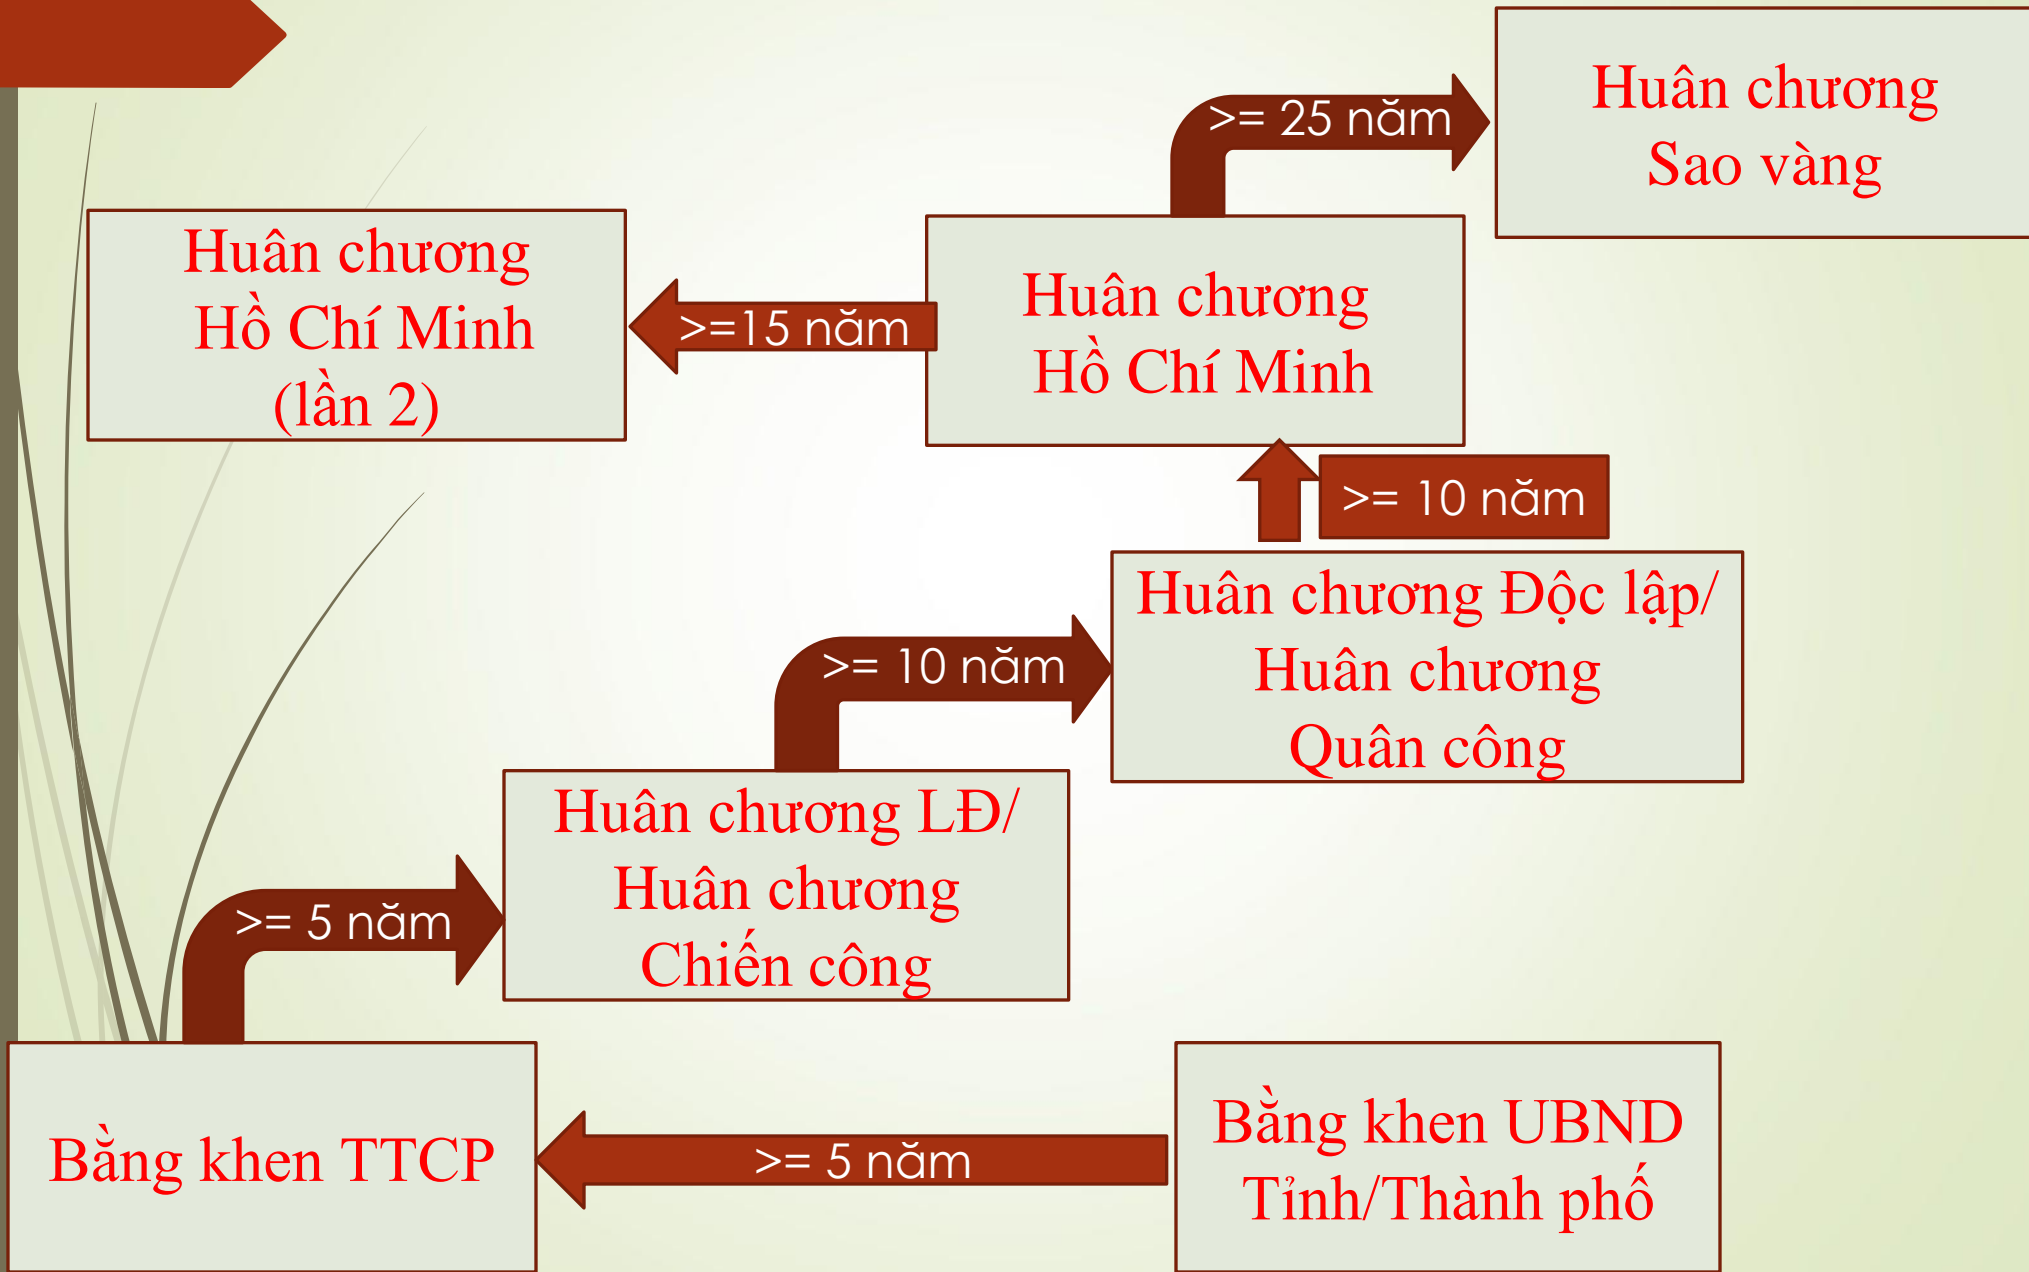 Huân chương
Sao vàng
>= 25 năm
Huân chương
Hồ Chí Minh
(lần 2)
>=15 năm
Huân chương
Hồ Chí Minh
>= 10 năm
Huân chương Độc lập/
Huân chương
Quân công
>= 10 năm
Huân chương LĐ/
Huân chương
Chiến công
>= 5 năm
Bằng khen TTCP
>= 5 năm
Bằng khen UBND
Tỉnh/Thành phố